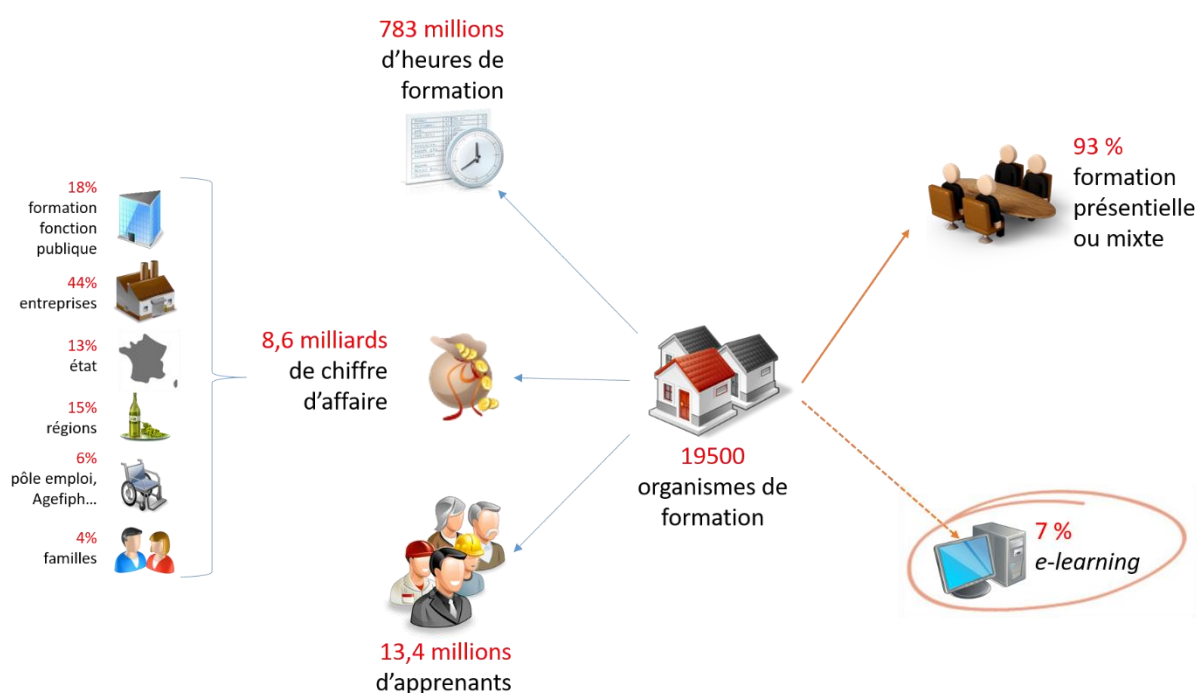 783 millions
d'heures de
formation
18%
formation
fonction
publique
44%
entreprises
13%
état
15%
régions
6%
pôle emploi,
Agefiph...
4%
familles
8,6 milliards
de chiffre
d'affaire
13,4 millions
d'apprenants
19500
organismes de
formation
93 %
formation
présentielle
ou mixte
7 %
e-learning